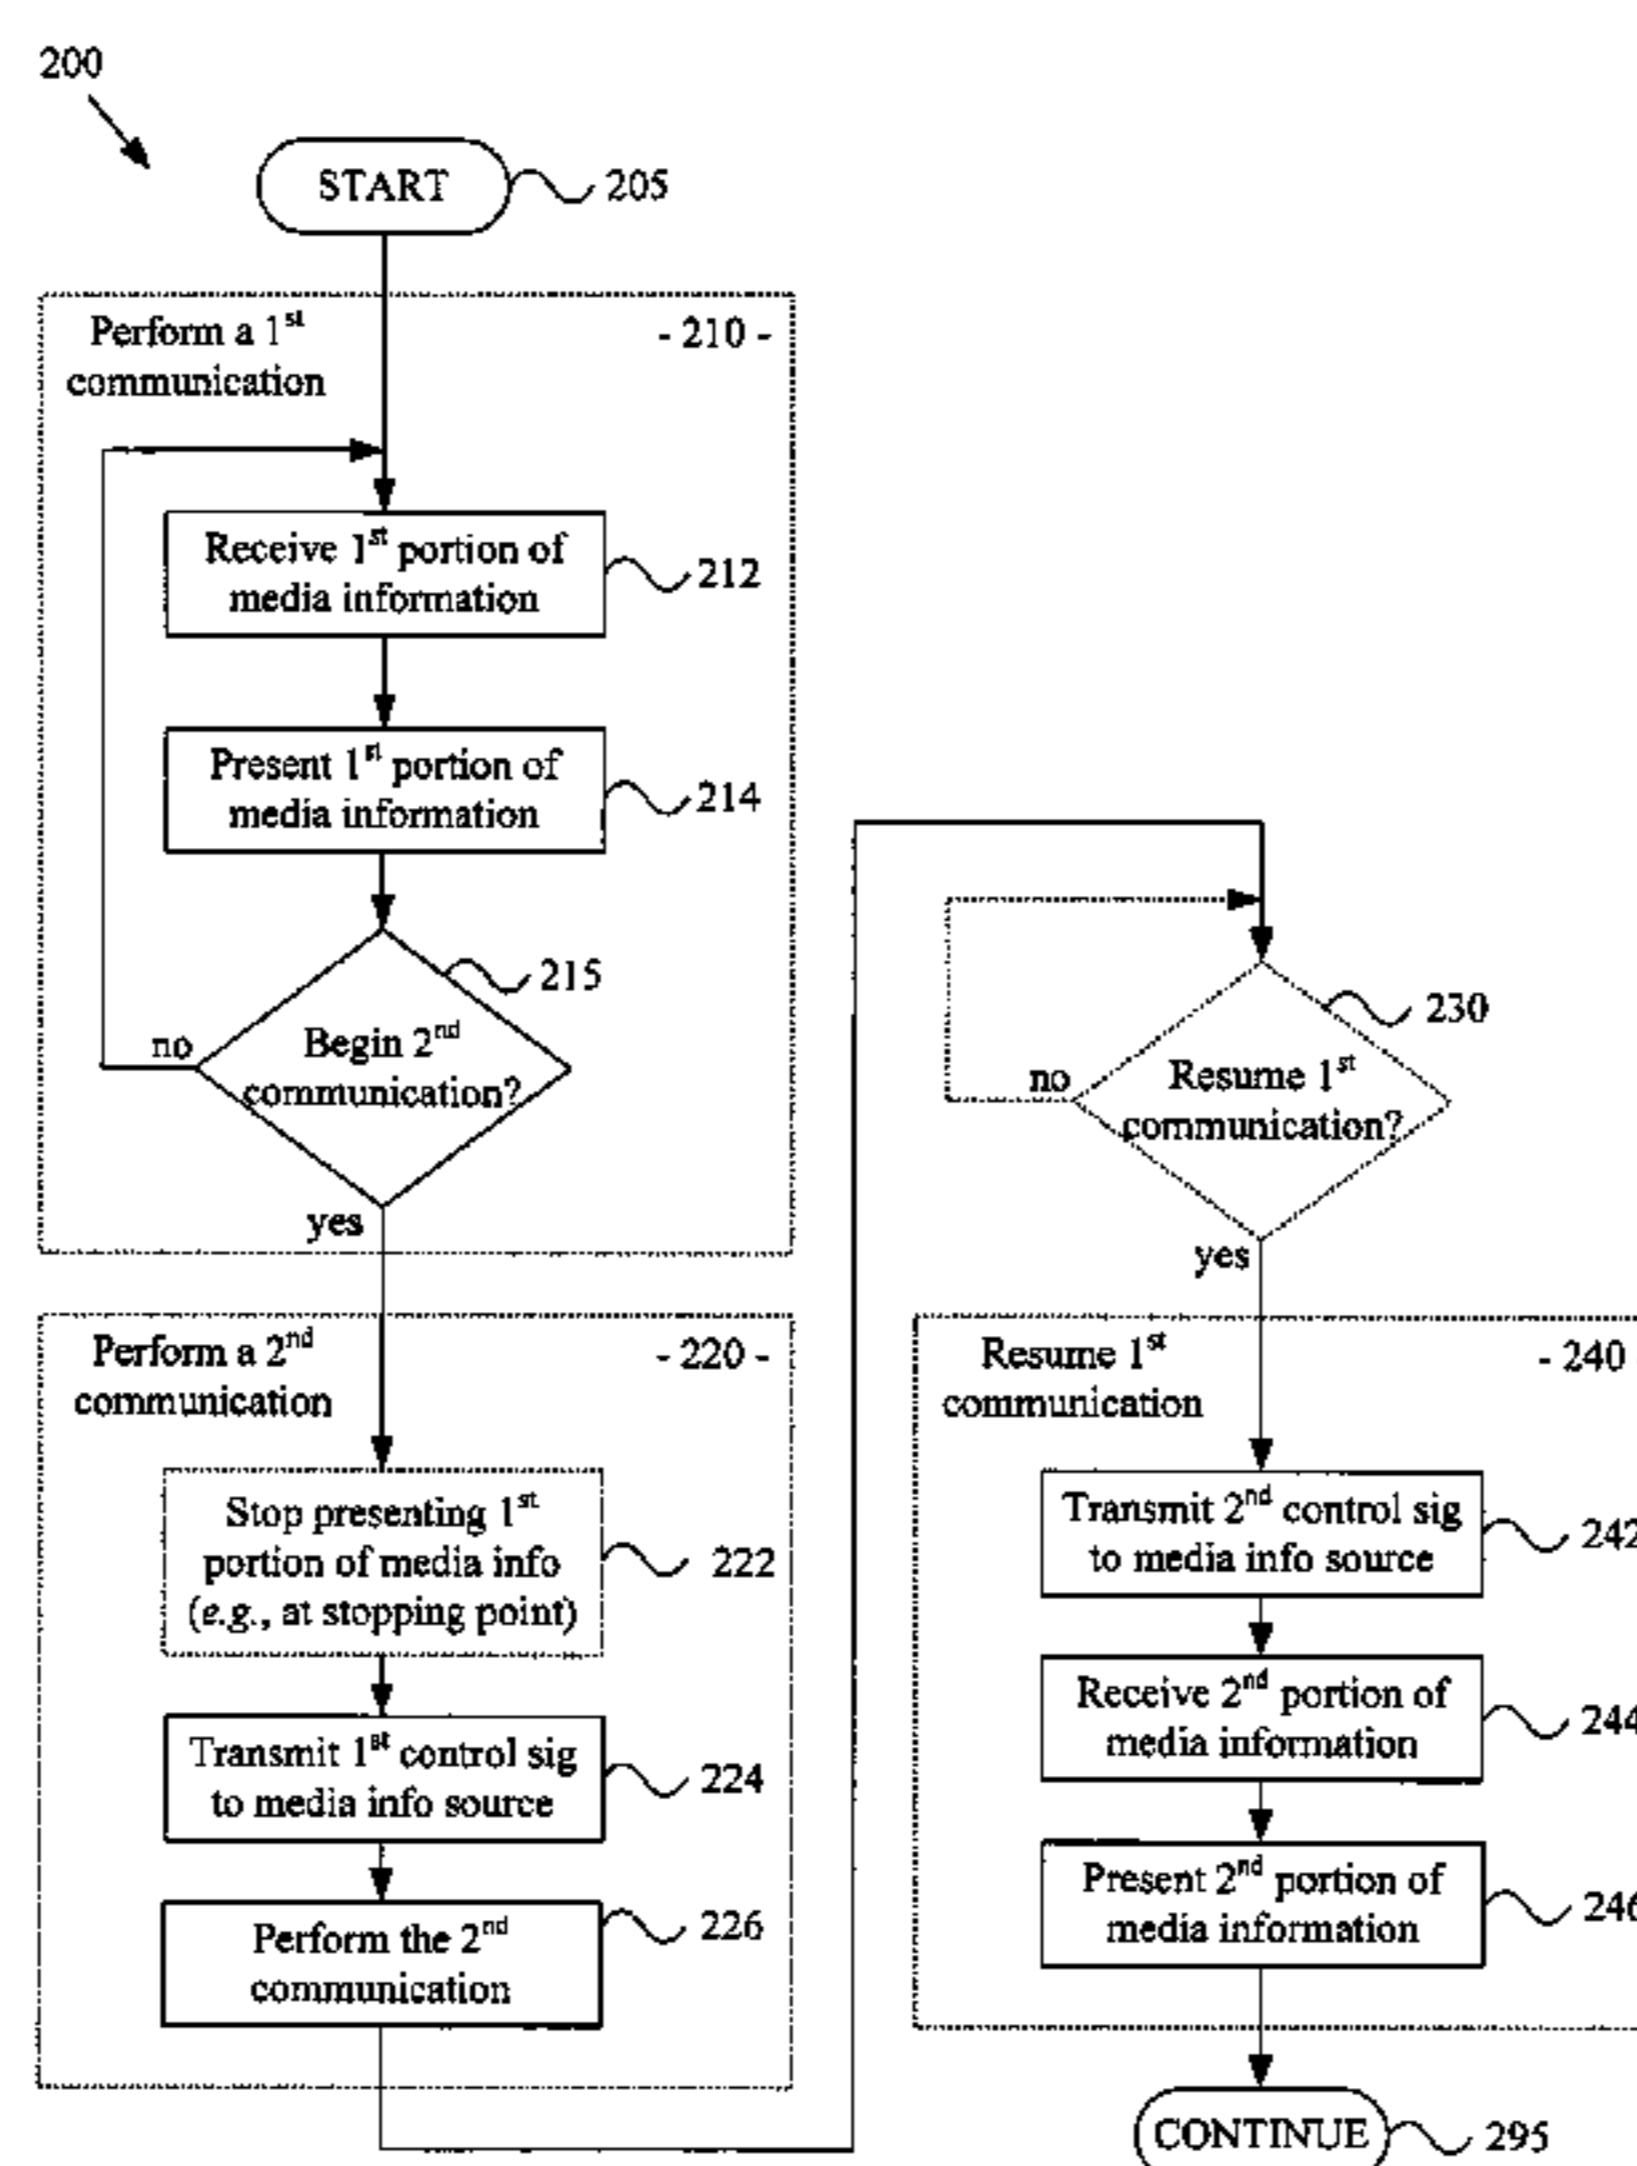 200
START
205
Perform a 1st
communication
- 210 -
Receive 1st portion of
media information
212
Present 1st portion of
media information
214
215
Begin 2nd
communication?
no
yes
Perform a 2nd
communication
- 220 -
Stop presenting 1st
portion of media info
(e.g., at stopping point)
222
Transmit 1st control sig
to media info source
224
Perform the 2nd
communication
226
230
Resume 1st
communication?
no
yes
Resume 1st
communication
- 240
Transmit 2nd control sig
to media info source
242
Receive 2nd portion of
media information
244
Present 2nd portion of
media information
246
CONTINUE
295